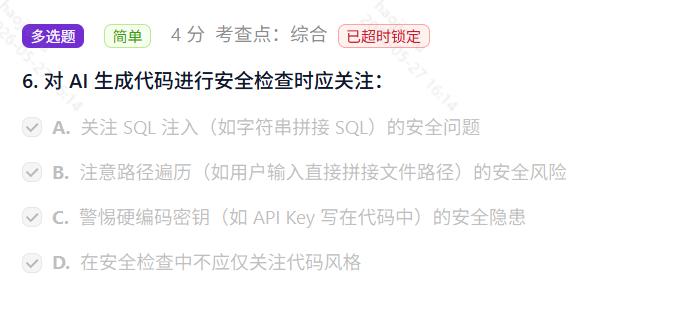 多选题 简单 4 分 考查点：综合 已超时锁定
6. 对 AI 生成代码进行安全检查时应关注：
A. 关注 SQL 注入（如字符串拼接 SQL）的安全问题
B. 注意路径遍历（如用户输入直接拼接文件路径）的安全风险
C. 警惕硬编码密钥（如 API Key 写在代码中）的安全隐患
D. 在安全检查中不应仅关注代码风格